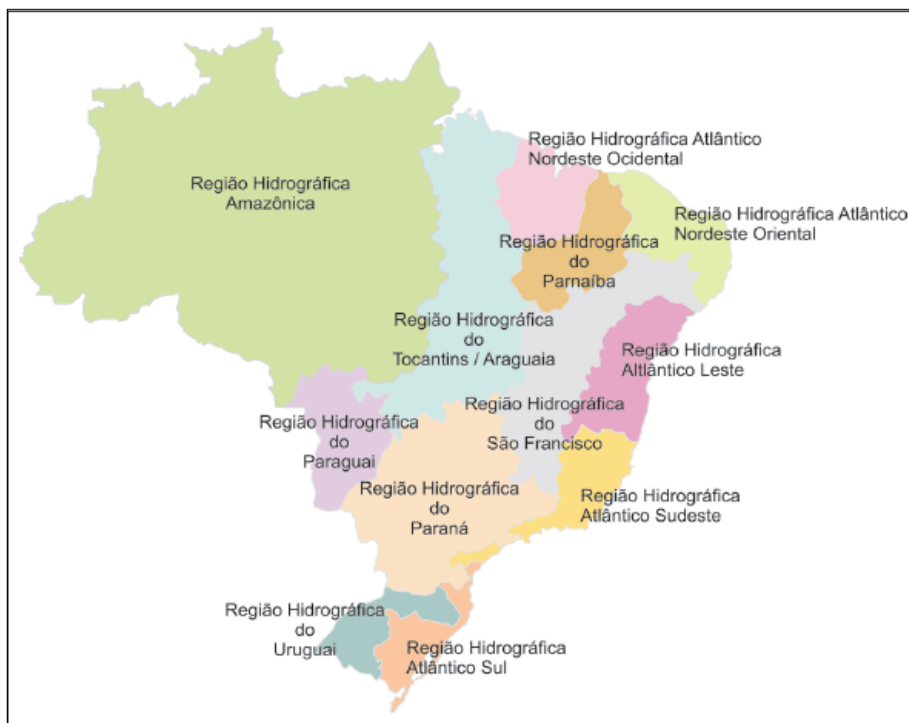 Região Hidrográfica Atlântico
Nordeste Ocidental
Região Hidrográfica
Amazônica
Região Hidrográfica Atlântico
Nordeste Oriental
Região Hidrográfica
do
Parnaíba
Região Hidrográfica
do
Tocantins / Araguaia
Região Hidrográfica
Altlântico Leste
Região Hidrográfica
do
São Francisco
Região Hidrográfica
do
Paraguai
Região Hidrográfica
do
Paraná
Região Hidrográfica
Atlântico Sudeste
Região Hidrográfica
do
Uruguai
Região Hidrográfica
Atlântico Sul